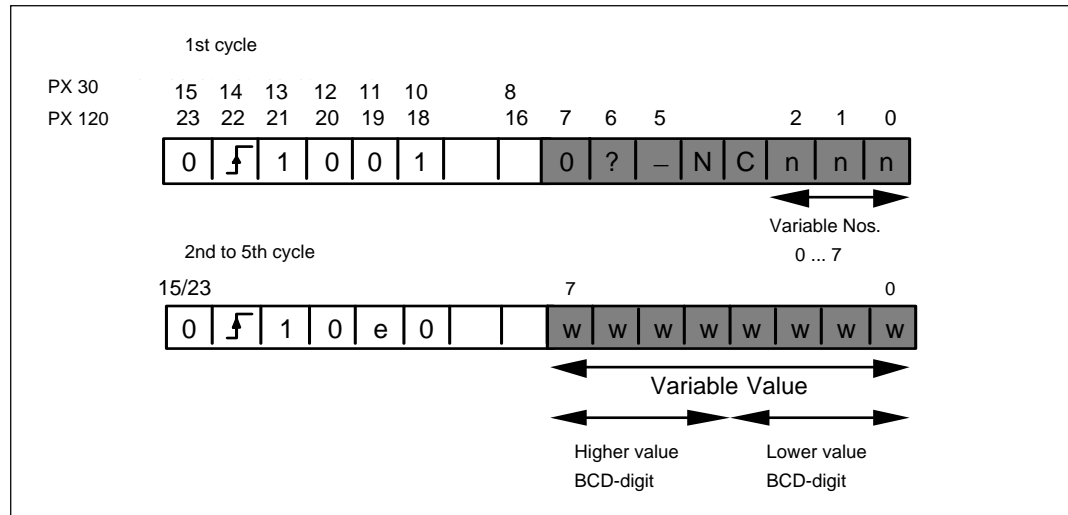 1st cycle
PX 30 15 14 13 12 11 10 8
PX 120 23 22 21 20 19 18 16 7 6 5 2 1 0
0 1 0 0 1 0 ? – N C n n n
Variable Nos.
0 ... 7
2nd to 5th cycle
15/23 7 0
0 1 0 e 0 w w w w w w w w
Variable Value
Higher value Lower value
BCD-digit BCD-digit